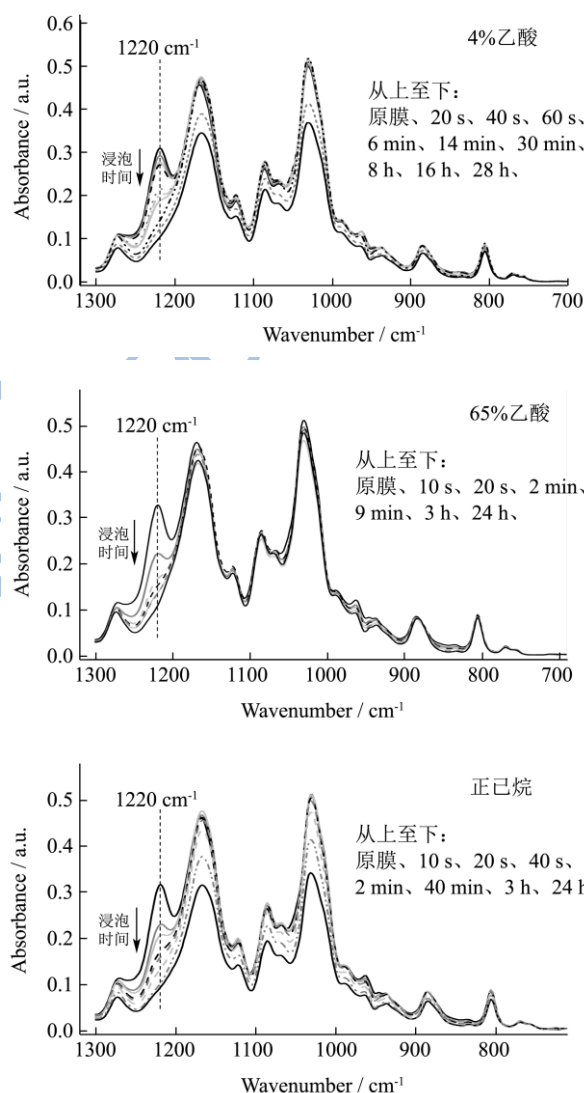 0.6
1220 cm⁻¹
4%乙酸
0.5
从上至下:
原膜、20 s、40 s、60 s、
6 min、14 min、30 min、
8 h、16 h、28 h、
0.4
0.3
浸泡
时间
0.2
0.1
0.0
Absorbance / a.u.
1300 1200 1100 1000 900 800 700
Wavenumber / cm⁻¹
1220 cm⁻¹
65%乙酸
0.5
从上至下:
原膜、10 s、20 s、2 min、
9 min、3 h、24 h、
0.4
0.3
浸泡
时间
0.2
0.1
0.0
Absorbance / a.u.
1300 1200 1100 1000 900 800 700
Wavenumber / cm⁻¹
1220 cm⁻¹
正已烷
0.5
从上至下:
原膜、10 s、20 s、40 s、
2 min、40 min、3 h、24 h
0.4
0.3
浸泡
时间
0.2
0.1
0.0
Absorbance / a.u.
1300 1200 1100 1000 900 800
Wavenumber / cm⁻¹